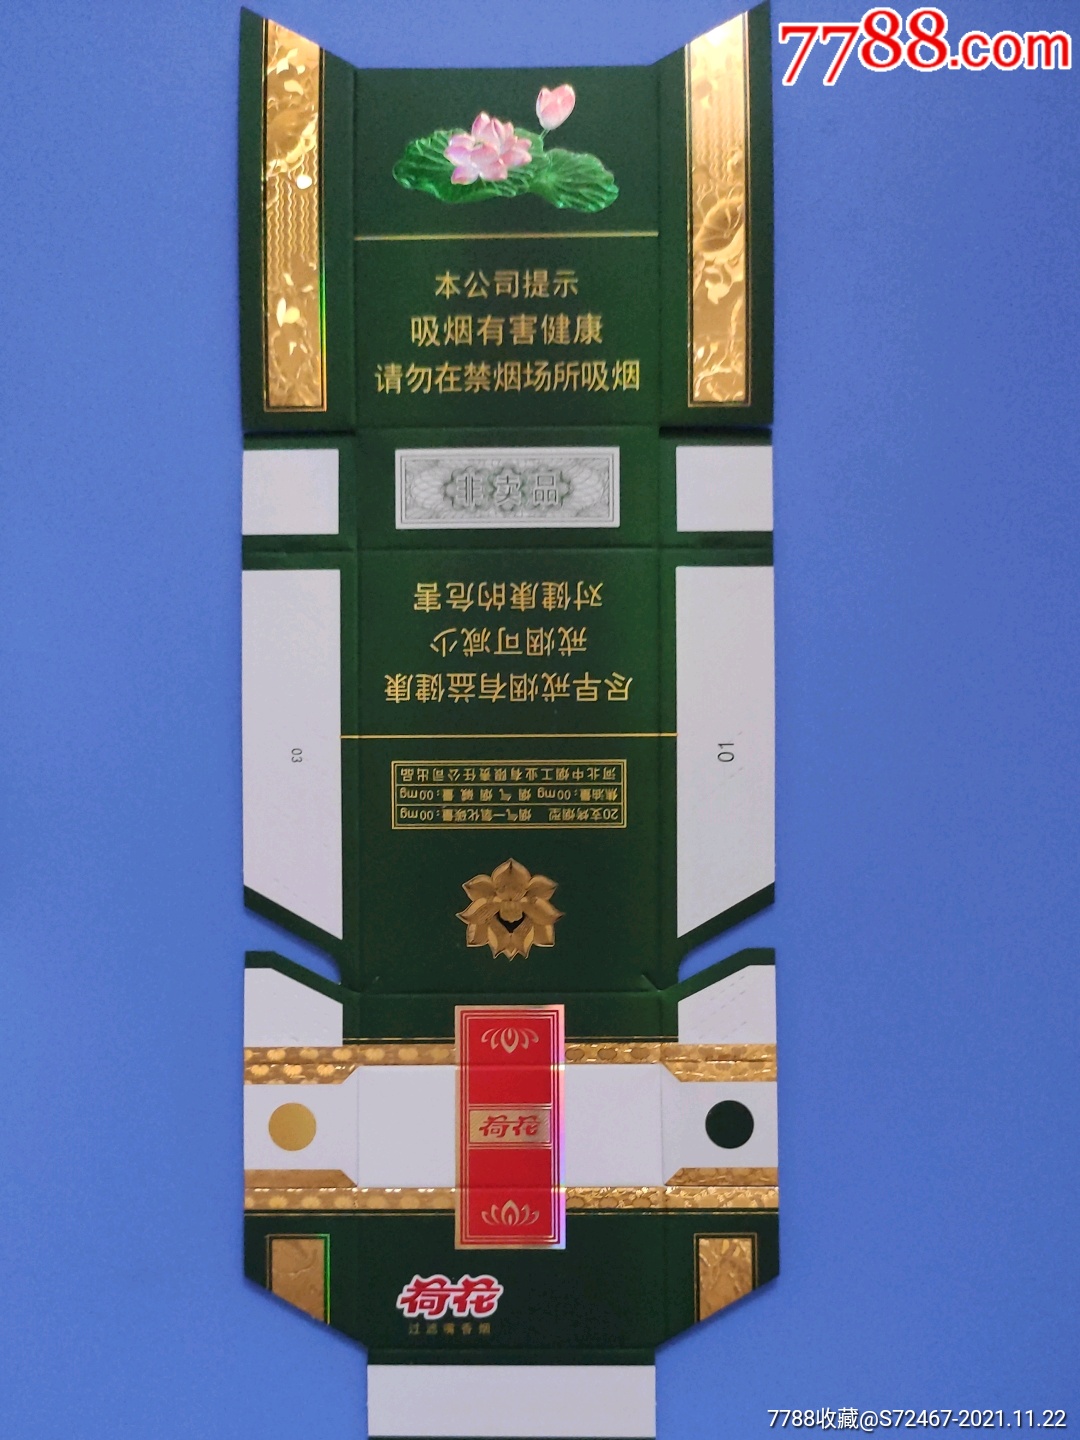 7788.com
本公司提示
吸烟有害健康
请勿在禁烟场所吸烟
非卖品
尽早戒烟有益健康
戒烟可减少
对健康的危害
03
01
20支烤烟型 烟气一氧化碳量:00mg
焦油量:00mg 烟气烟碱量:00mg
河北中烟工业有限责任公司出品
荷花
荷花
过滤嘴香烟
7788收藏@S72467-2021.11.22